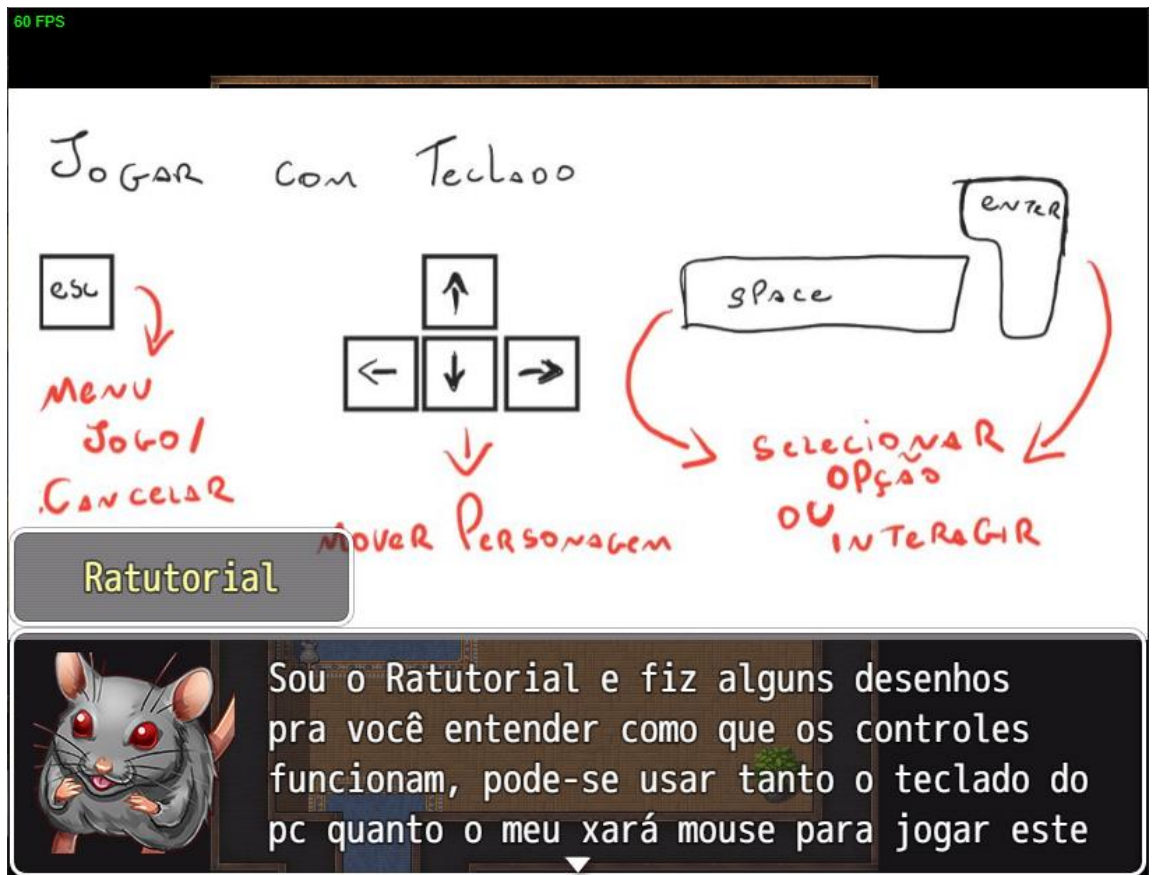 60 FPS
JOGAR COM TECLADO
esc
ENTER
SPACE
MENU
JOGO/
CANCELAR
MOVER PERSONAGEM
SELECIONAR
OPÇÃO
OU
INTERAGIR
Ratutorial
Sou o Ratutorial e fiz alguns desenhos
pra você entender como que os controles
funcionam, pode-se usar tanto o teclado do
pc quanto o meu xará mouse para jogar este